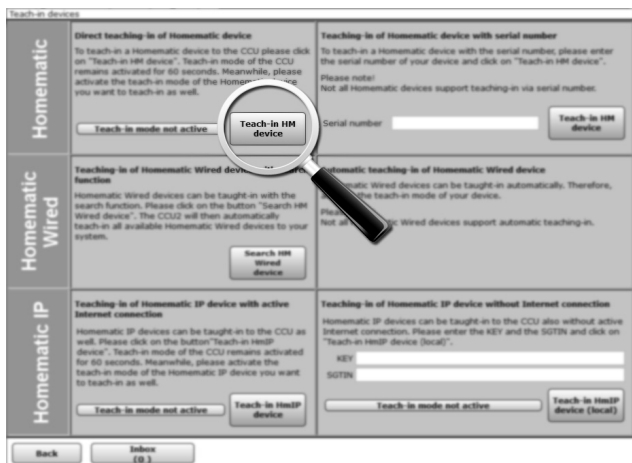 Teach-in devices
Homematic
Direct teaching-in of Homematic device
To teach-in a Homematic device to the CCU please click
on "Teach-in HM device". Teach-in mode of the CCU
remains activated for 60 seconds. Meanwhile, please
activate the teach-in mode of the Homematic device
you want to teach-in as well.
Teach-in mode not active
Teach-in HM
device
Teaching-in of Homematic device with serial number
To teach-in a Homematic device with the serial number, please enter
the serial number of your device and click on "Teach-in HM device".
Please note!
Not all Homematic devices support teaching-in via serial number.
Serial number
Teach-in HM
device
Homematic
Wired
Teaching-in of Homematic Wired device with
function
Homematic Wired devices can be taught-in with the
search function. Please click on the button "Search HM
Wired device". The CCU2 will then automatically
teach-in all available Homematic Wired devices to your
system.
Search HM
Wired
device
Automatic teaching-in of Homematic Wired device
Wired devices can be taught-in automatically. Therefore,
the teach-in mode of your device.
Not all Wired devices support automatic teaching-in.
Homematic IP
Teaching-in of Homematic IP device with active
Internet connection
Homematic IP devices can be taught-in to the CCU as
well. Please click on the button"Teach-in HmIP
device". Teach-in mode of the CCU remains activated
for 60 seconds. Meanwhile, please activate the
teach-in mode of the Homematic IP device you want
to teach-in as well.
Teach-in mode not active
Teach-in HmIP
device
Teaching-in of Homematic IP device without Internet connection
Homematic IP devices can be taught-in to the CCU also without active
Internet connection. Please enter the KEY and the SGTIN and click on
"Teach-in HmIP device (local)".
KEY
SGTIN
Teach-in mode not active
Teach-in HmIP
device (local)
Back
Inbox
(0 )